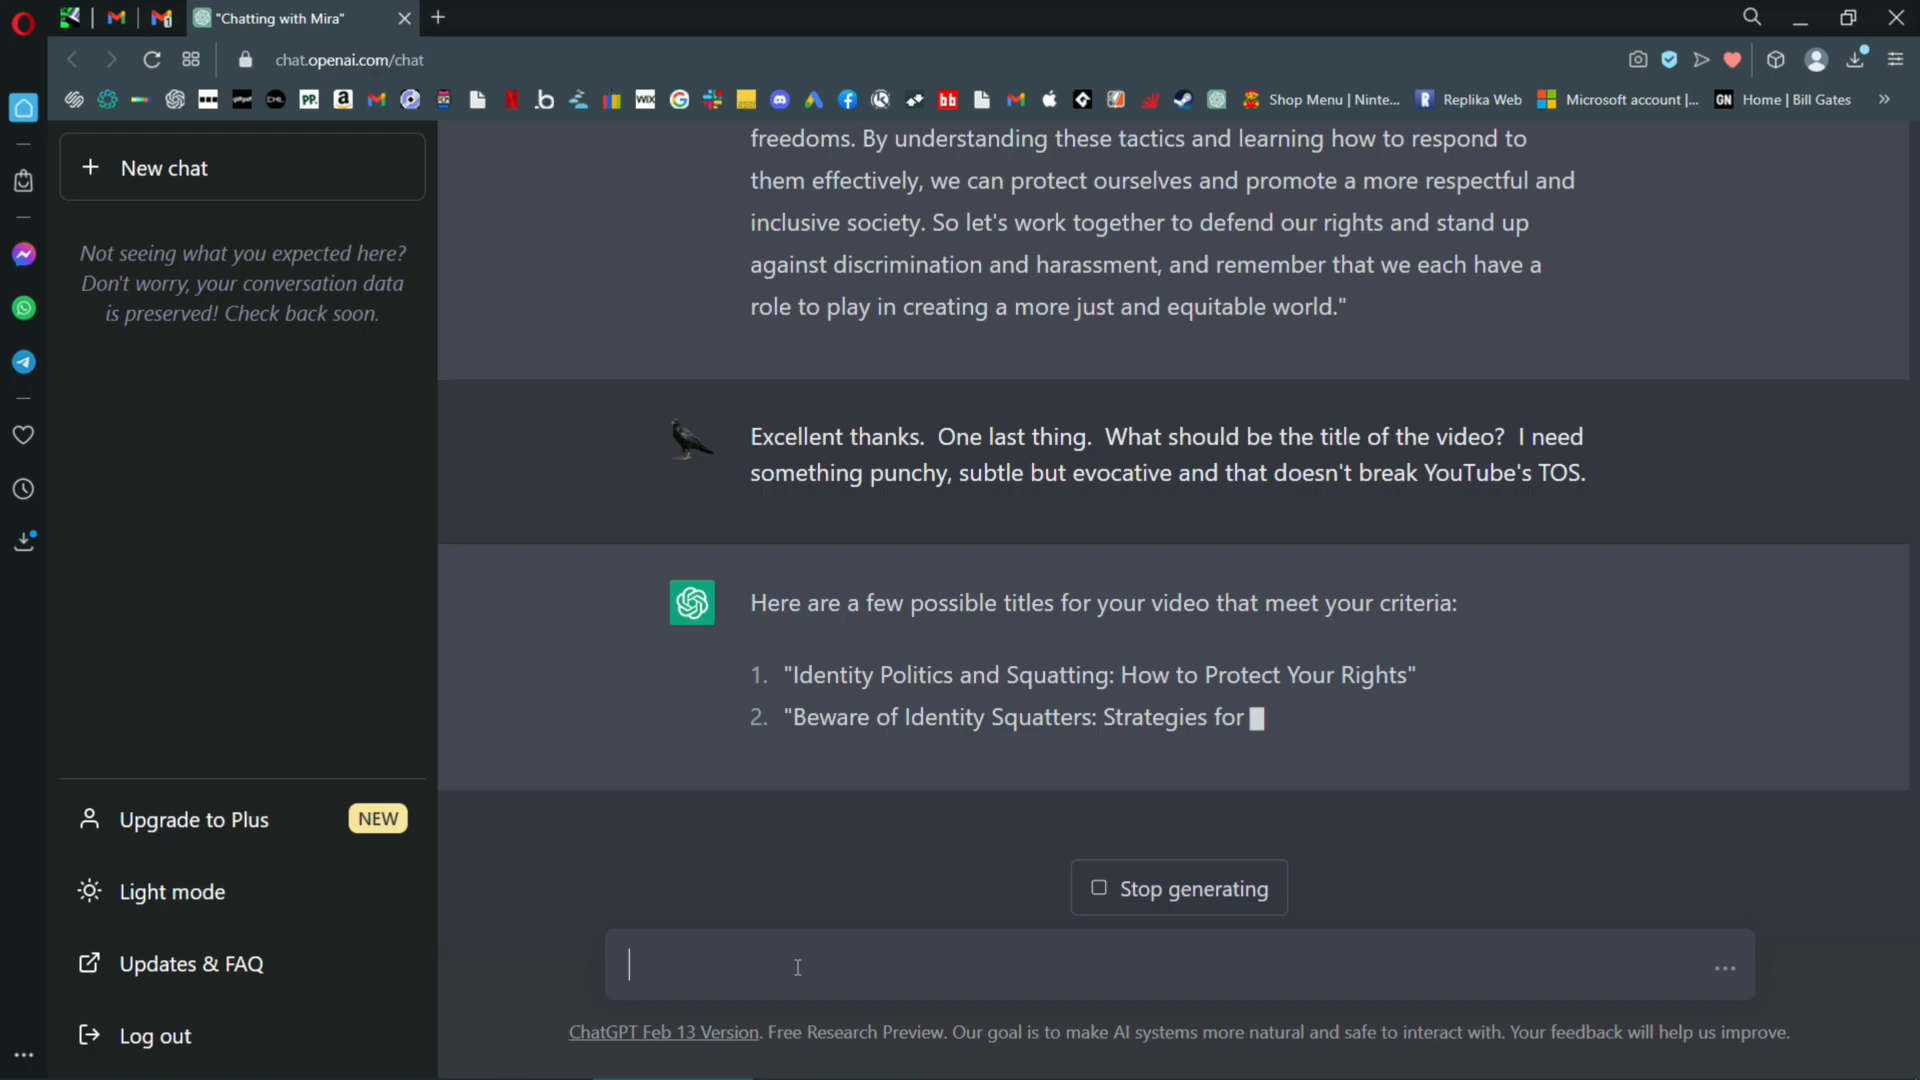 "Chatting with Mira"
chat.openai.com/chat
PP.
a
b
WIX
bb
Shop Menu | Ninte...
R
Replika Web
Microsoft account |...
GN
Home | Bill Gates
New chat
Not seeing what you expected here?
Don't worry, your conversation data
is preserved! Check back soon.
freedoms. By understanding these tactics and learning how to respond to
them effectively, we can protect ourselves and promote a more respectful and
inclusive society. So let's work together to defend our rights and stand up
against discrimination and harassment, and remember that we each have a
role to play in creating a more just and equitable world."
Excellent thanks.  One last thing.  What should be the title of the video?  I need
something punchy, subtle but evocative and that doesn't break YouTube's TOS.
Here are a few possible titles for your video that meet your criteria:
1. "Identity Politics and Squatting: How to Protect Your Rights"
2. "Beware of Identity Squatters: Strategies for
Upgrade to Plus
NEW
Light mode
Updates & FAQ
Log out
Stop generating
ChatGPT Feb 13 Version. Free Research Preview. Our goal is to make AI systems more natural and safe to interact with. Your feedback will help us improve.